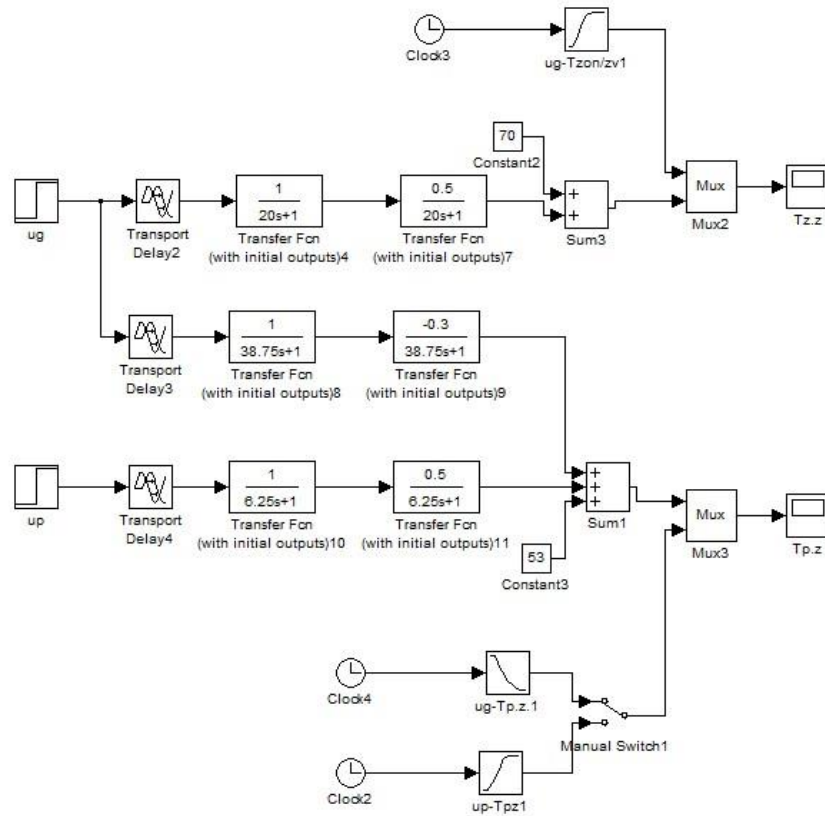 Clock3
ug-Tzon/zv1
70
Constant2
ug
Transport
Delay2
1
20s+1
Transfer Fcn
(with initial outputs)4
0.5
20s+1
Transfer Fcn
(with initial outputs)7
+
+
Sum3
Mux
Mux2
Tz.z
Transport
Delay3
1
38.75s+1
Transfer Fcn
(with initial outputs)8
-0.3
38.75s+1
Transfer Fcn
(with initial outputs)9
up
Transport
Delay4
1
6.25s+1
Transfer Fcn
(with initial outputs)10
0.5
6.25s+1
Transfer Fcn
(with initial outputs)11
+
+
+
Sum1
53
Constant3
Mux
Mux3
Tp.z
Clock4
ug-Tp.z.1
Manual Switch1
Clock2
up-Tpz1